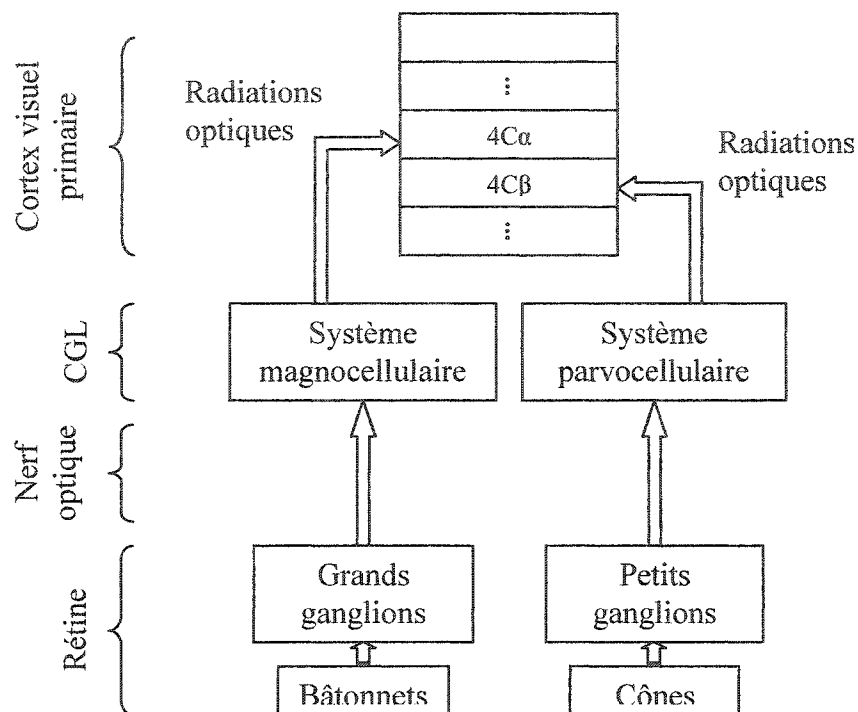 Cortex visuel
primaire
Radiations
optiques
⋮
4Cα
4Cβ
⋮
Radiations
optiques
CGL
Système
magnocellulaire
Système
parvocellulaire
Nerf
optique
Rétine
Grands
ganglions
Petits
ganglions
Bâtonnets
Cônes